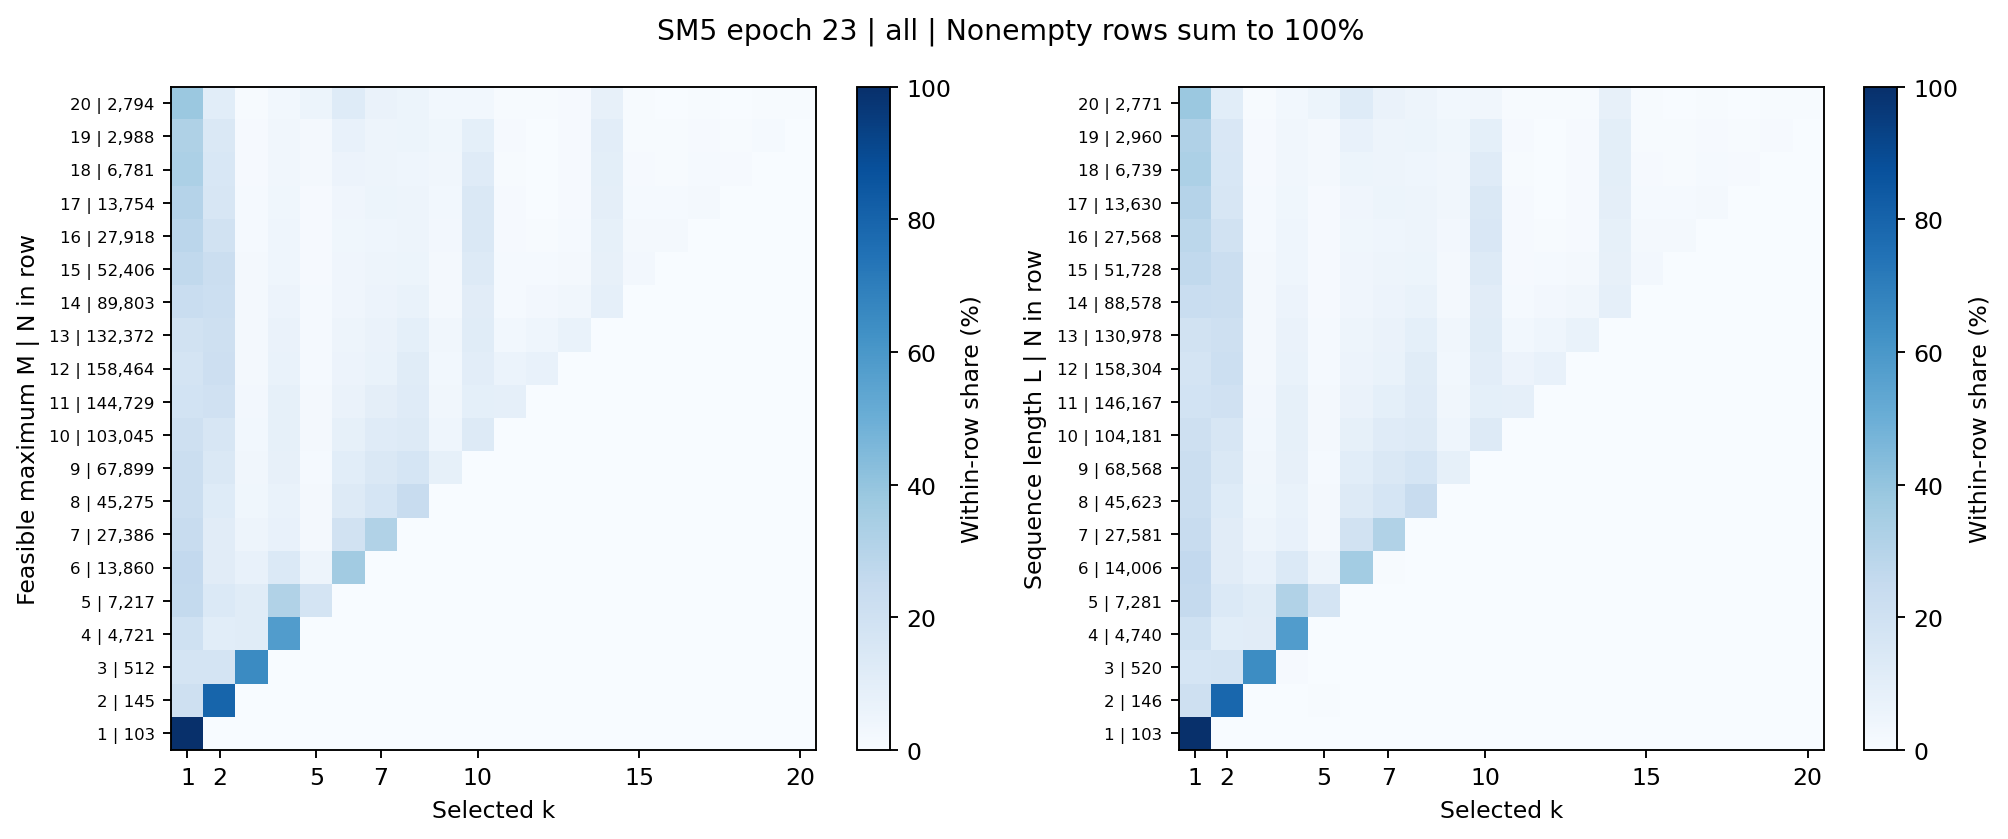 SM5 epoch 23 | all | Nonempty rows sum to 100%
Feasible maximum M | N in row
20 | 2,794
19 | 2,988
18 | 6,781
17 | 13,754
16 | 27,918
15 | 52,406
14 | 89,803
13 | 132,372
12 | 158,464
11 | 144,729
10 | 103,045
9 | 67,899
8 | 45,275
7 | 27,386
6 | 13,860
5 | 7,217
4 | 4,721
3 | 512
2 | 145
1 | 103
1 2 5 7 10 15 20
Selected k
100
80
60
40
20
0
Within-row share (%)
Sequence length L | N in row
20 | 2,771
19 | 2,960
18 | 6,739
17 | 13,630
16 | 27,568
15 | 51,728
14 | 88,578
13 | 130,978
12 | 158,304
11 | 146,167
10 | 104,181
9 | 68,568
8 | 45,623
7 | 27,581
6 | 14,006
5 | 7,281
4 | 4,740
3 | 520
2 | 146
1 | 103
1 2 5 7 10 15 20
Selected k
100
80
60
40
20
0
Within-row share (%)